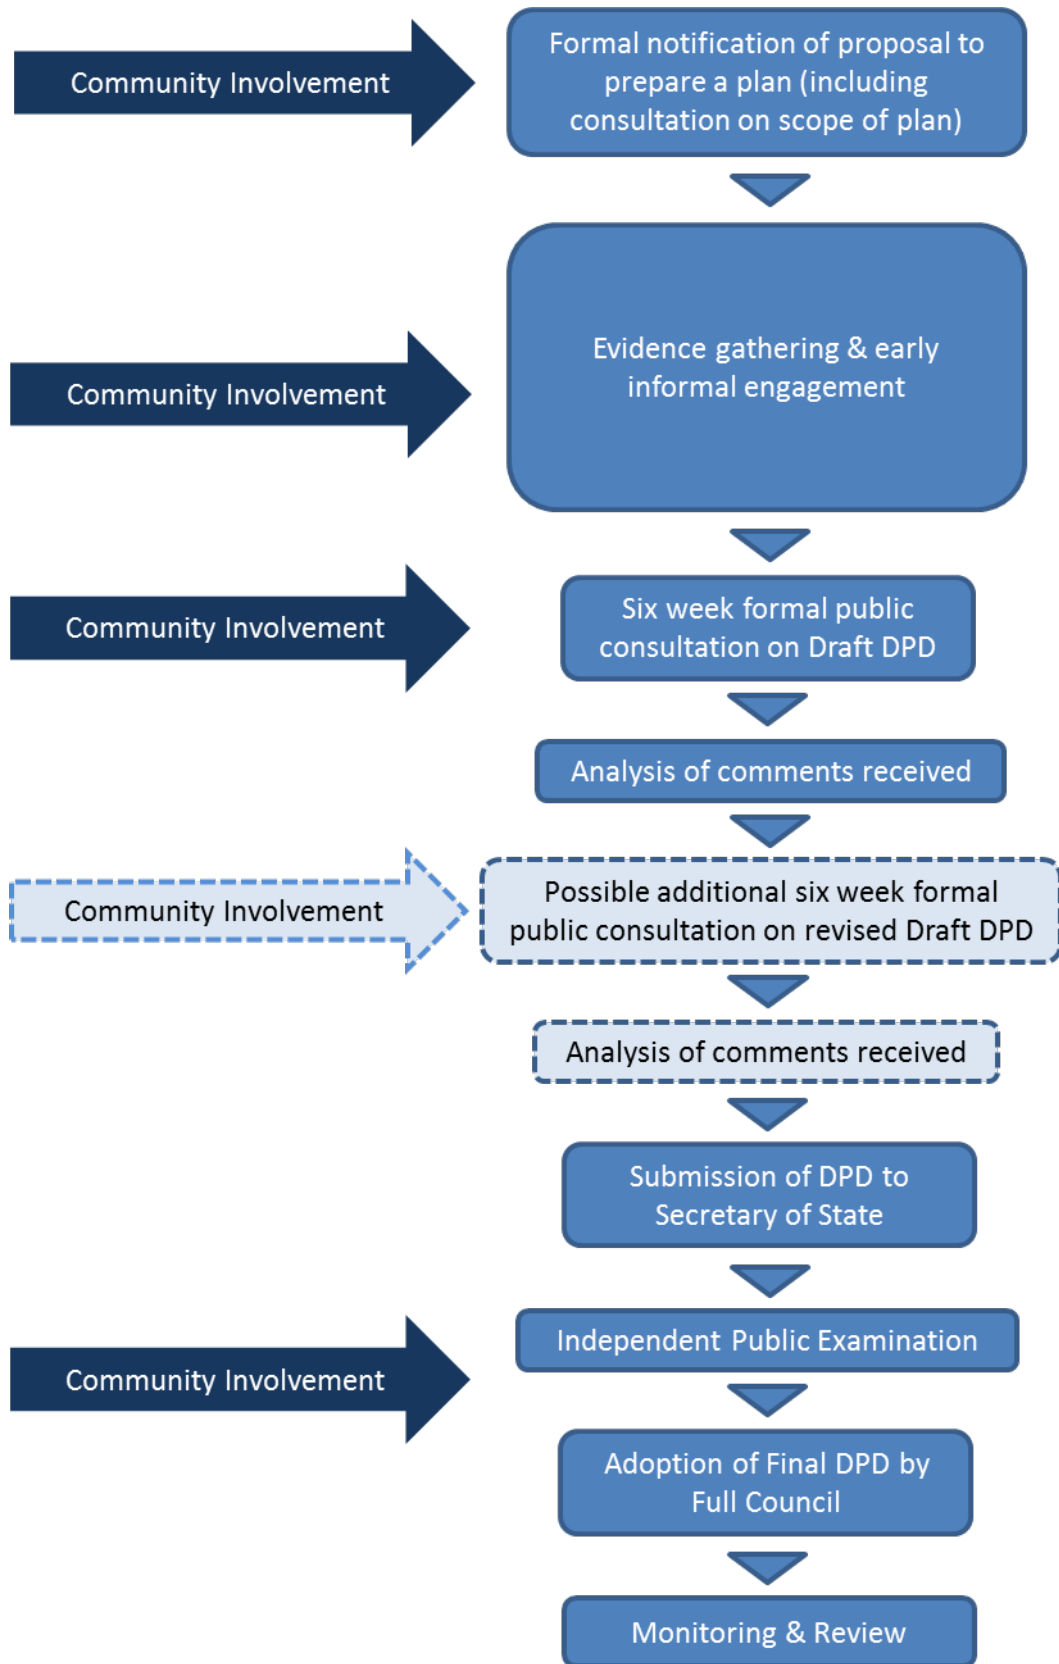 Community Involvement
Formal notification of proposal to
prepare a plan (including
consultation on scope of plan)
Community Involvement
Evidence gathering & early
informal engagement
Community Involvement
Six week formal public
consultation on Draft DPD
Analysis of comments received
Community Involvement
Possible additional six week formal
public consultation on revised Draft DPD
Analysis of comments received
Submission of DPD to
Secretary of State
Community Involvement
Independent Public Examination
Adoption of Final DPD by
Full Council
Monitoring & Review